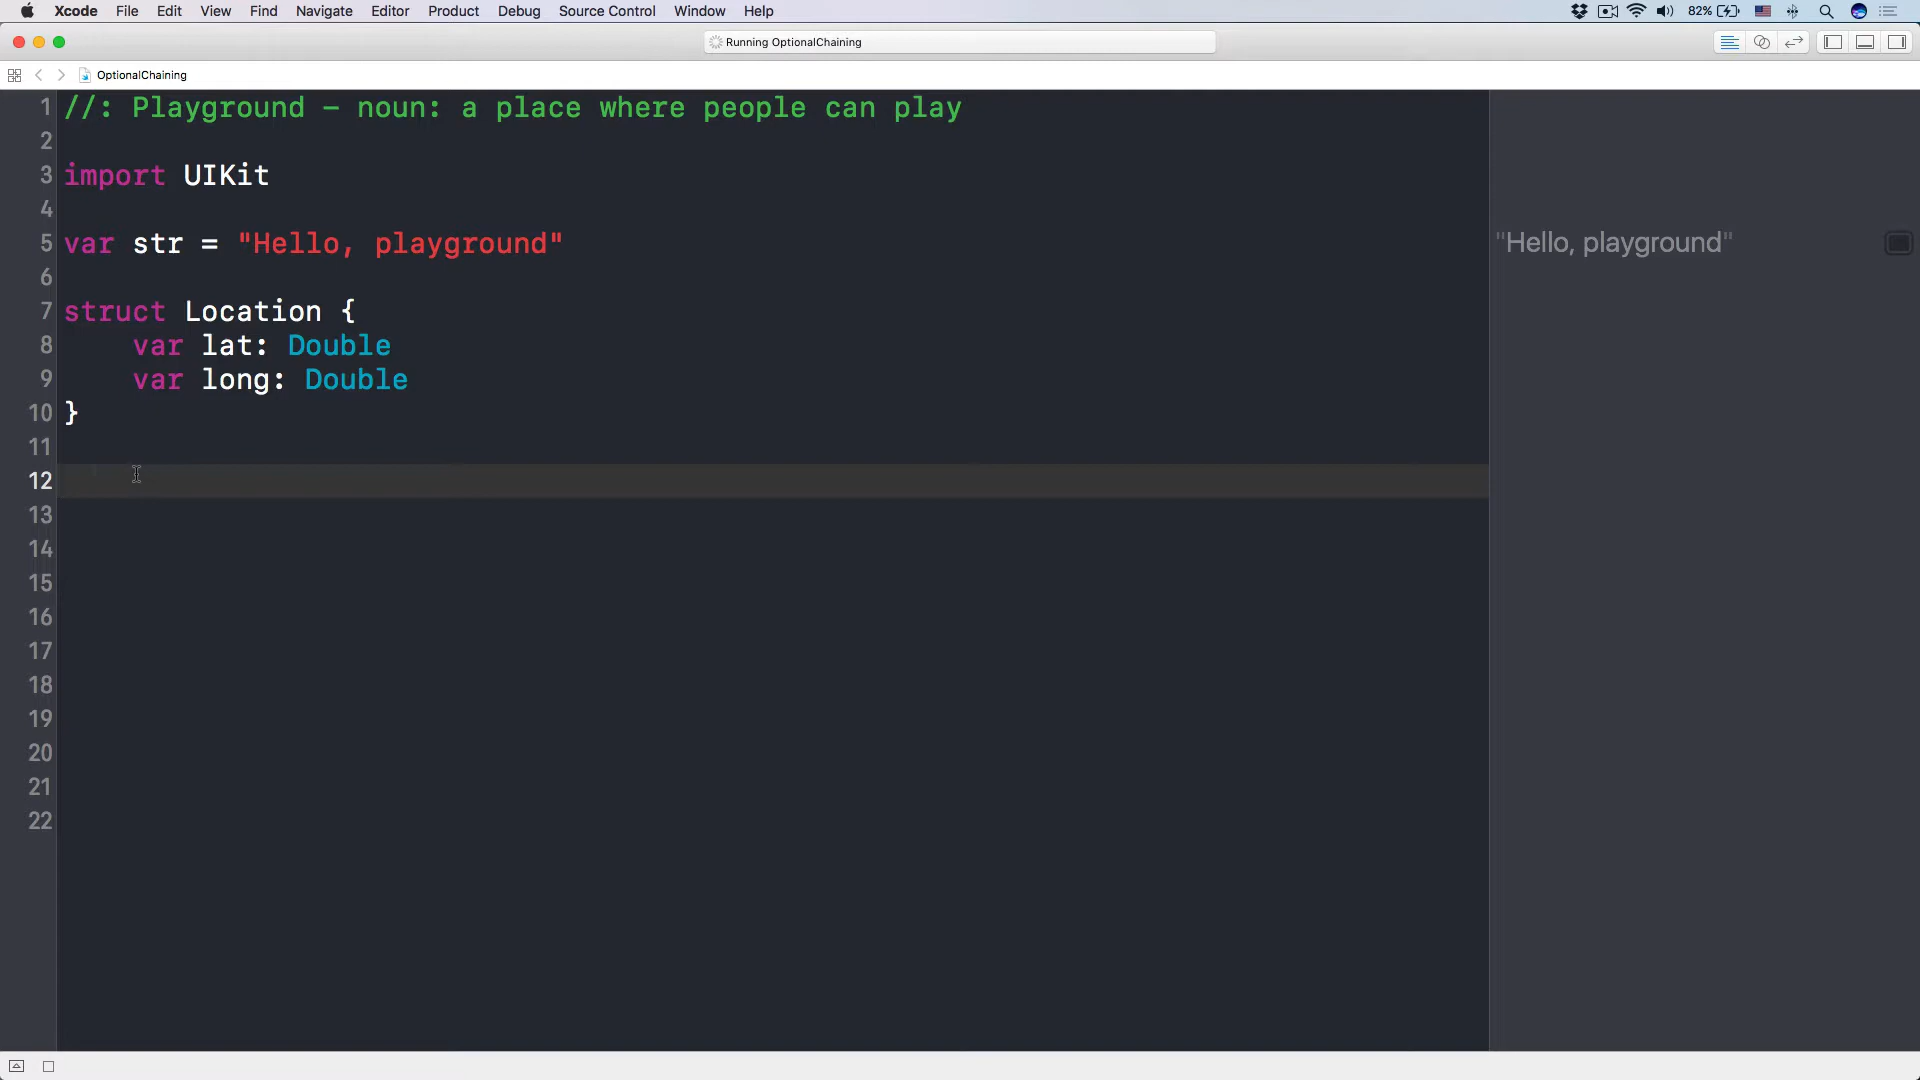 Xcode File Edit View Find Navigate Editor Product Debug Source Control Window Help 82%
Running OptionalChaining
OptionalChaining
1 //: Playground – noun: a place where people can play
2
3 import UIKit
4
5 var str = "Hello, playground" "Hello, playground"
6
7 struct Location {
8 var lat: Double
9 var long: Double
10 }
11
12
13
14
15
16
17
18
19
20
21
22